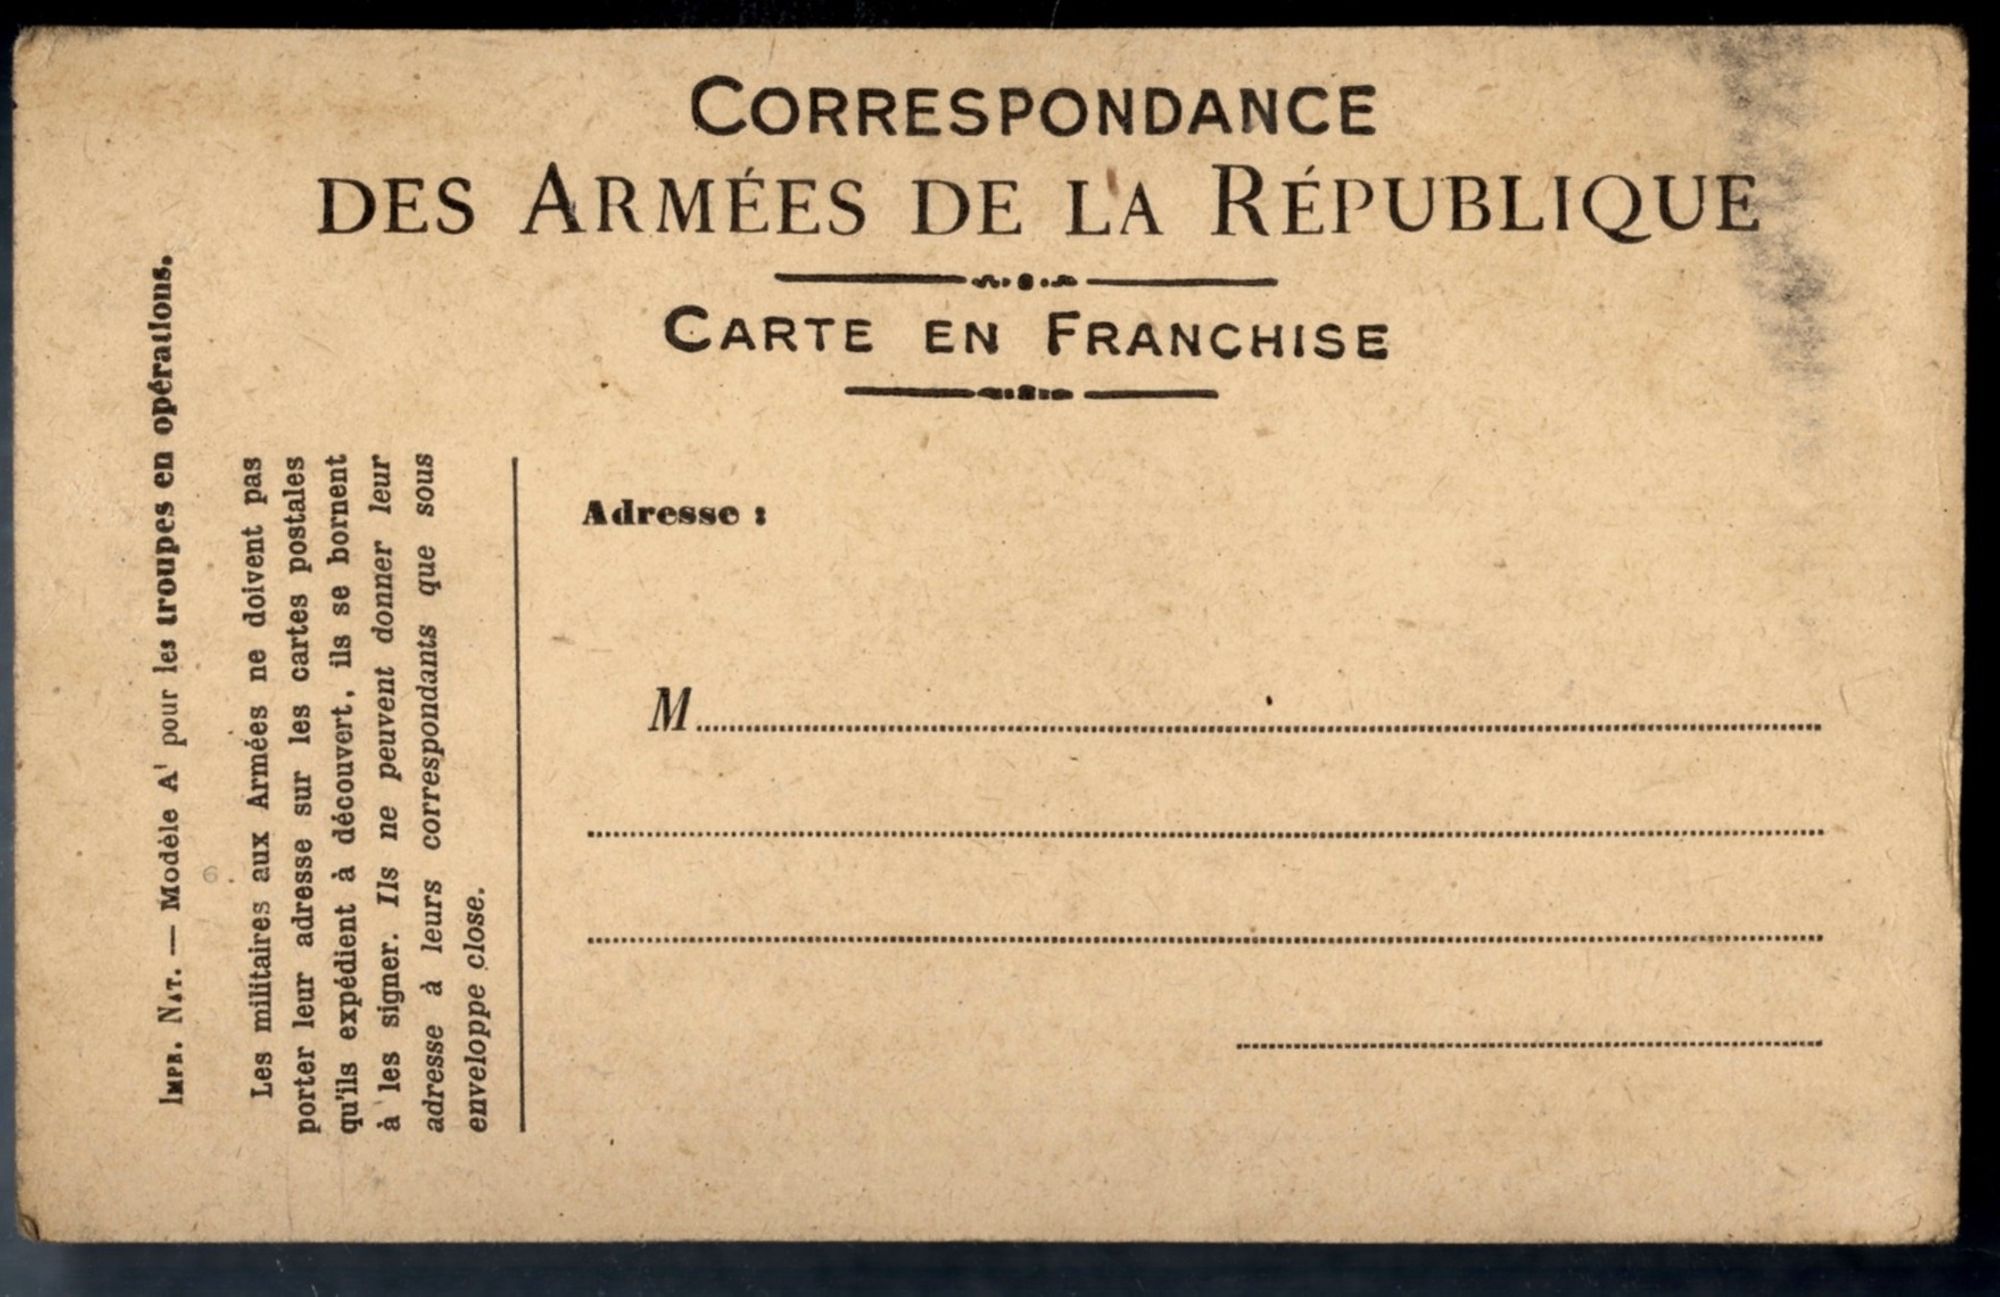 CORRESPONDANCE
DES ARMÉES DE LA RÉPUBLIQUE
CARTE EN FRANCHISE
Adresse :
M
IMPR. NAT. — Modèle A¹ pour les troupes en opérations.
Les militaires aux Armées ne doivent pas
porter leur adresse sur les cartes postales
qu'ils expédient à découvert, ils se bornent
à les signer. Ils ne peuvent donner leur
adresse à leurs correspondants que sous
enveloppe close.